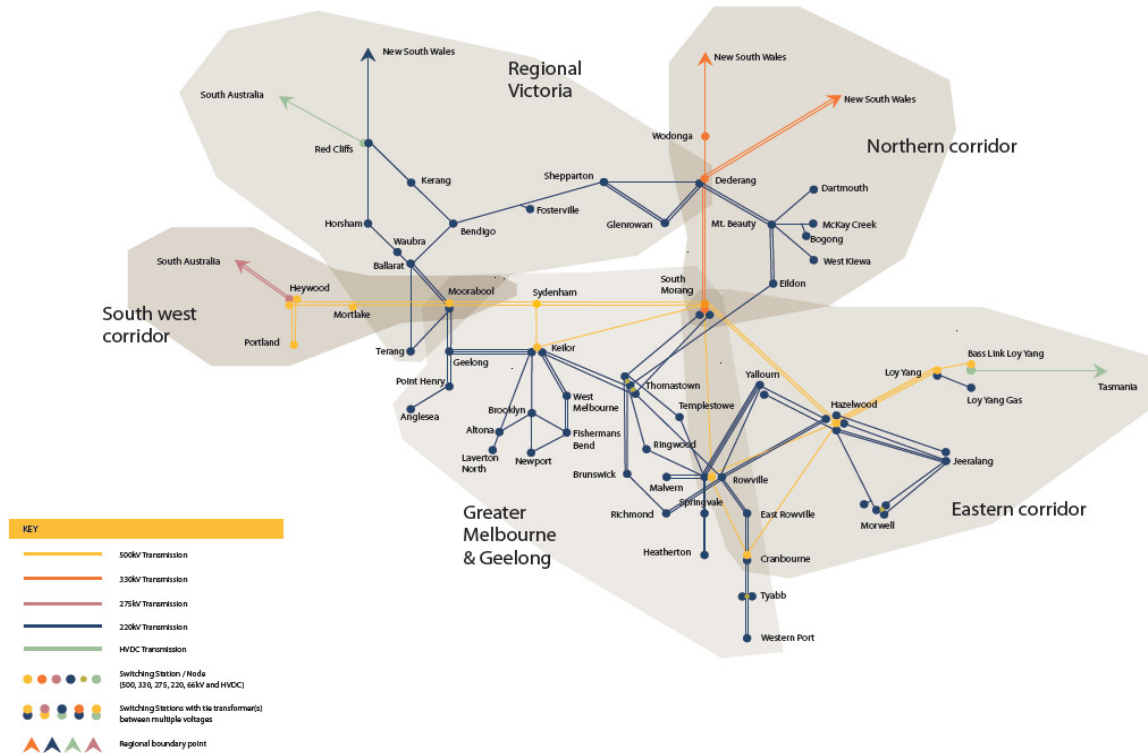 New South Wales
New South Wales
Regional
Victoria
South Australia
New South Wales
Wodonga
Northern corridor
Red Cliffs
Kerang
Shepparton
Dederang
Dartmouth
Fosterville
Glenrowan
Mt. Beauty
McKay Creek
Horsham
Bendigo
Bogong
Waubra
West Kiewa
Ballarat
South Australia
Heywood
Moorabool
Sydenham
South
Morang
Eildon
South west
corridor
Mortlake
Portland
Terang
Geelong
Keilor
Bass Link Loy Yang
Loy Yang
Tasmania
Point Henry
Thomastown
Yallourn
Loy Yang Gas
West
Melbourne
Templestowe
Hazelwood
Anglesea
Brooklyn
Altona
Fishermans
Bend
Ringwood
Laverton
North
Newport
Jeeralang
Brunswick
Malvern
Rowville
Springvale
Richmond
East Rowville
Morwell
Eastern corridor
Greater
Melbourne
& Geelong
Heatherton
Cranbourne
Tyabb
Western Port
KEY
500kV Transmission
330kV Transmission
275kV Transmission
220kV Transmission
HVDC Transmission
Switching Station / Node
(500, 330, 275, 220, 66kV and HVDC)
Switching Stations with tie transformer(s)
between multiple voltages
Regional boundary point